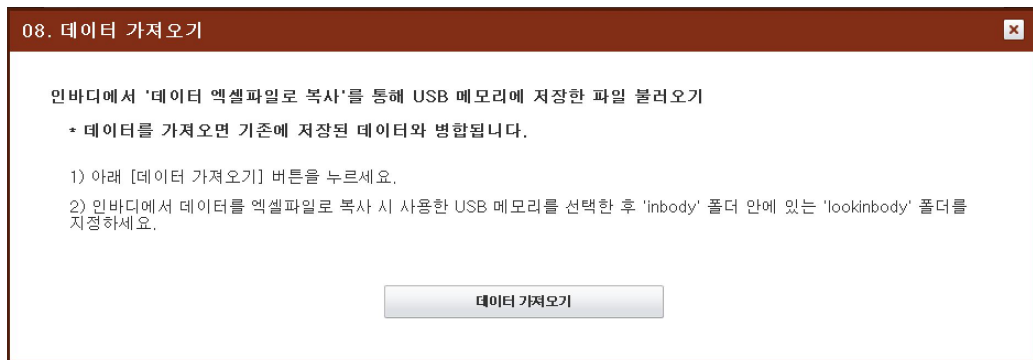 08. 데이터 가져오기
인바디에서 '데이터 엑셀파일로 복사'를 통해 USB 메모리에 저장한 파일 불러오기
* 데이터를 가져오면 기존에 저장된 데이터와 병합됩니다.
1) 아래 [데이터 가져오기] 버튼을 누르세요.
2) 인바디에서 데이터를 엑셀파일로 복사 시 사용한 USB 메모리를 선택한 후 'inbody' 폴더 안에 있는 'lookinbody' 폴더를
지정하세요.
데이터 가져오기